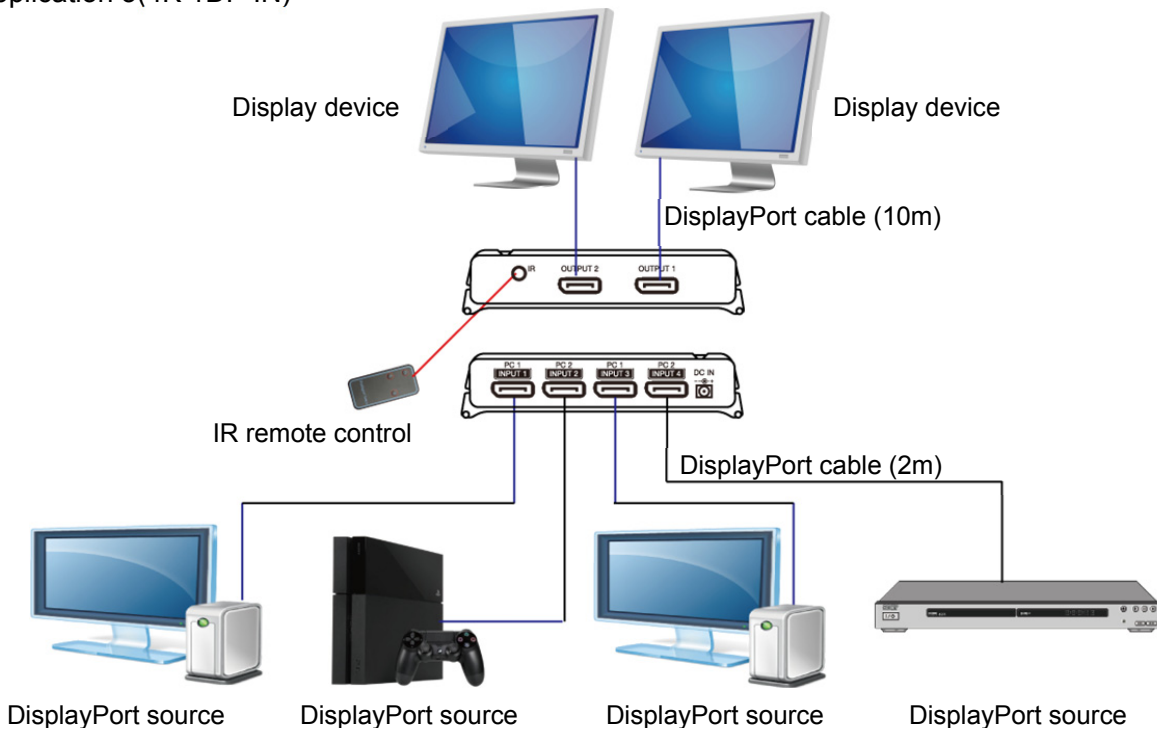 Display device
Display device
DisplayPort cable (10m)
IR
OUTPUT 2
OUTPUT 1
PC 1
PC 2
PC 1
PC 2
DC IN
INPUT 1
INPUT 2
INPUT 3
INPUT 4
IR remote control
DisplayPort cable (2m)
DisplayPort source
DisplayPort source
DisplayPort source
DisplayPort source